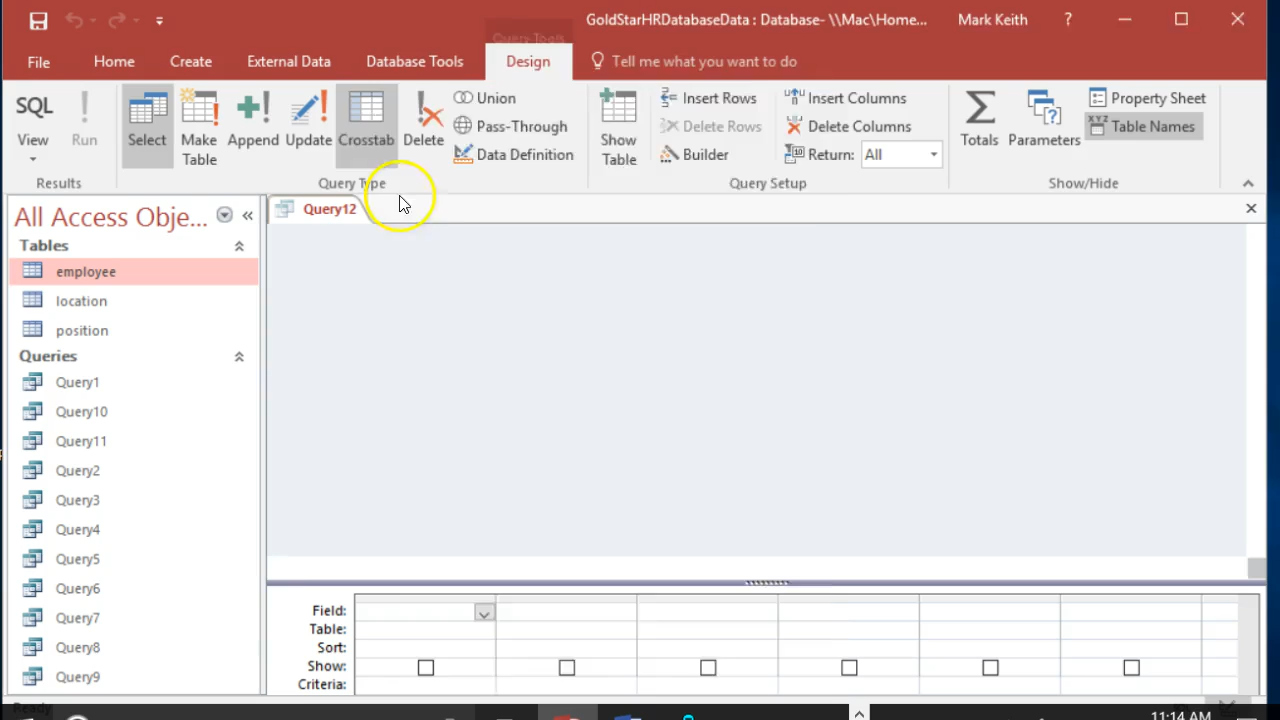 GoldStarHRDatabaseData : Database- \\Mac\Home...
Mark Keith
?
Query Tools
File
Home
Create
External Data
Database Tools
Design
Tell me what you want to do
SQL
View
Run
Select
Make
Table
Append
Update
Crosstab
Delete
Union
Pass-Through
Data Definition
Show
Table
Insert Rows
Delete Rows
Builder
Insert Columns
Delete Columns
Return: All
Totals
Parameters
Property Sheet
XYZ Table Names
Results
Query Type
Query Setup
Show/Hide
All Access Obje...
Query12
Tables
employee
location
position
Queries
Query1
Query10
Query11
Query2
Query3
Query4
Query5
Query6
Query7
Query8
Query9
Field:
Table:
Sort:
Show:
Criteria:
Ready
11:14 AM